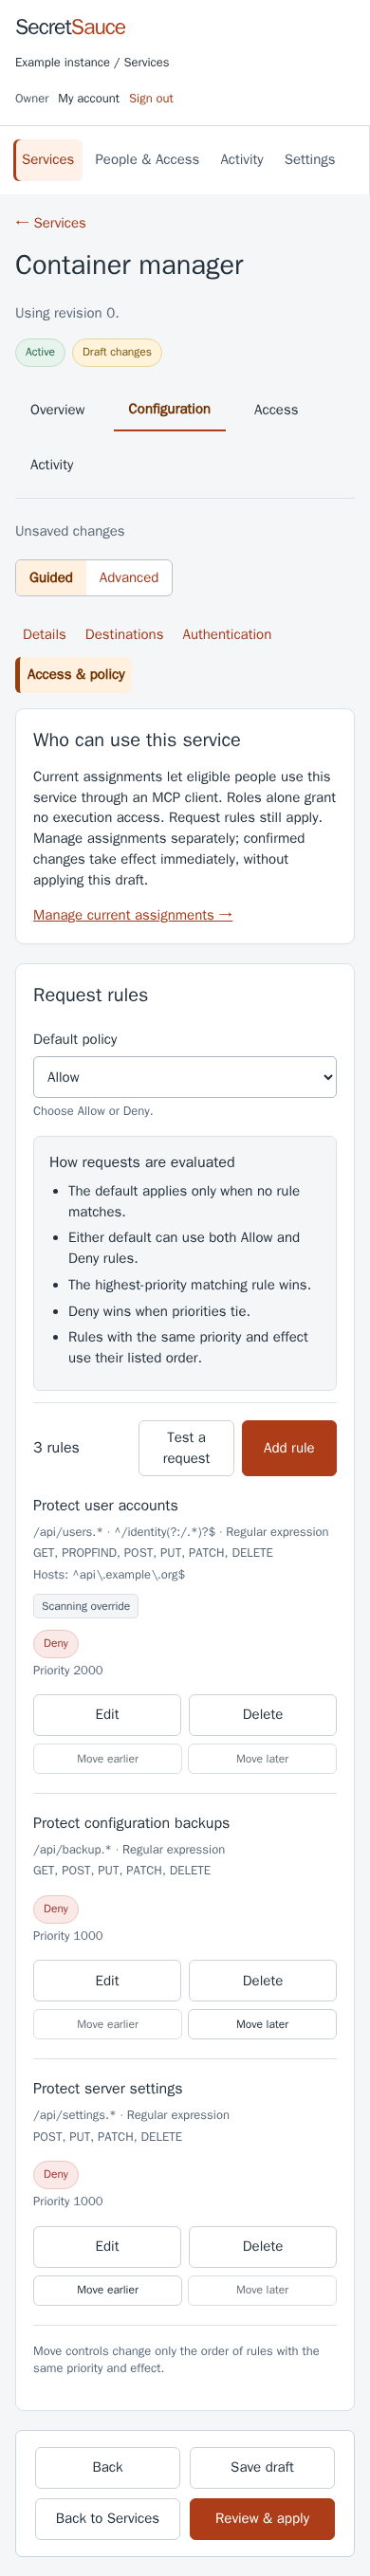 SecretSauce
Example instance / Services
Owner My account Sign out
Services People & Access Activity Settings
← Services
Container manager
Using revision 0.
Active Draft changes
Overview Configuration Access
Activity
Unsaved changes
Guided Advanced
Details Destinations Authentication
Access & policy
Who can use this service
Current assignments let eligible people use this
service through an MCP client. Roles alone grant
no execution access. Request rules still apply.
Manage assignments separately; confirmed
changes take effect immediately, without
applying this draft.
Manage current assignments →
Request rules
Default policy
Allow
Choose Allow or Deny.
How requests are evaluated
• The default applies only when no rule
matches.
• Either default can use both Allow and
Deny rules.
• The highest-priority matching rule wins.
• Deny wins when priorities tie.
• Rules with the same priority and effect
use their listed order.
3 rules
Test a
request
Add rule
Protect user accounts
/api/users.* · ^/identity(?:/.*)?$ · Regular expression
GET, PROPFIND, POST, PUT, PATCH, DELETE
Hosts: ^api\.example\.org$
Scanning override
Deny
Priority 2000
Edit Delete
Move earlier Move later
Protect configuration backups
/api/backup.* · Regular expression
GET, POST, PUT, PATCH, DELETE
Deny
Priority 1000
Edit Delete
Move earlier Move later
Protect server settings
/api/settings.* · Regular expression
POST, PUT, PATCH, DELETE
Deny
Priority 1000
Edit Delete
Move earlier Move later
Move controls change only the order of rules with the
same priority and effect.
Back Save draft
Back to Services Review & apply